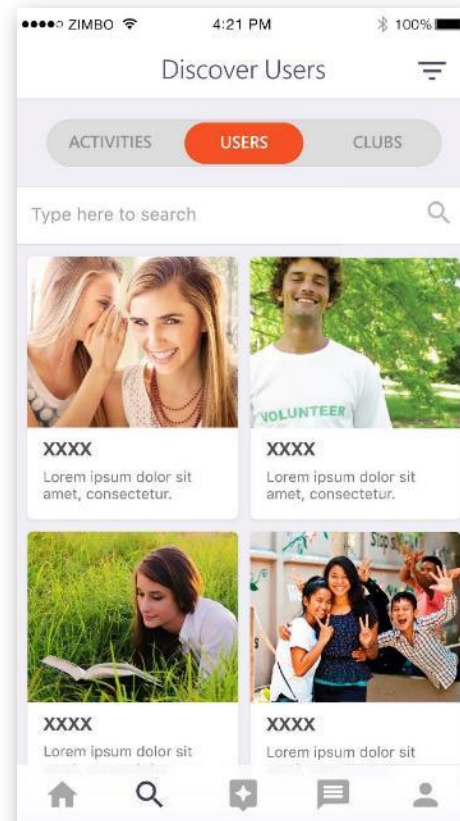 ZIMBO 4:21 PM 100%
Discover Users
ACTIVITIES USERS CLUBS
Type here to search
VOLUNTEER
XXXX
Lorem ipsum dolor sit
amet, consectetur.
XXXX
Lorem ipsum dolor sit
amet, consectetur.
Stop
XXXX
Lorem ipsum dolor sit
XXXX
Lorem ipsum dolor sit